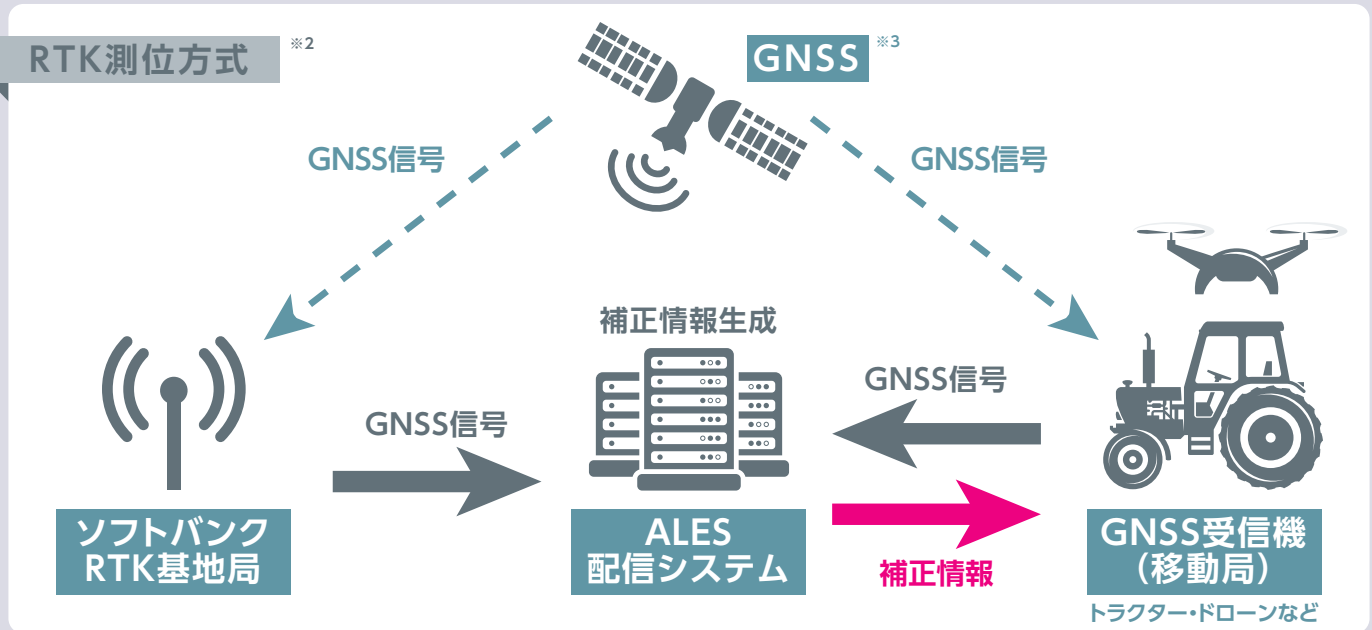 RTK測位方式 ※2
GNSS ※3
GNSS信号
GNSS信号
補正情報生成
GNSS信号
GNSS信号
補正情報
ソフトバンク
RTK基地局
ALES
配信システム
GNSS受信機
（移動局）
トラクター・ドローンなど